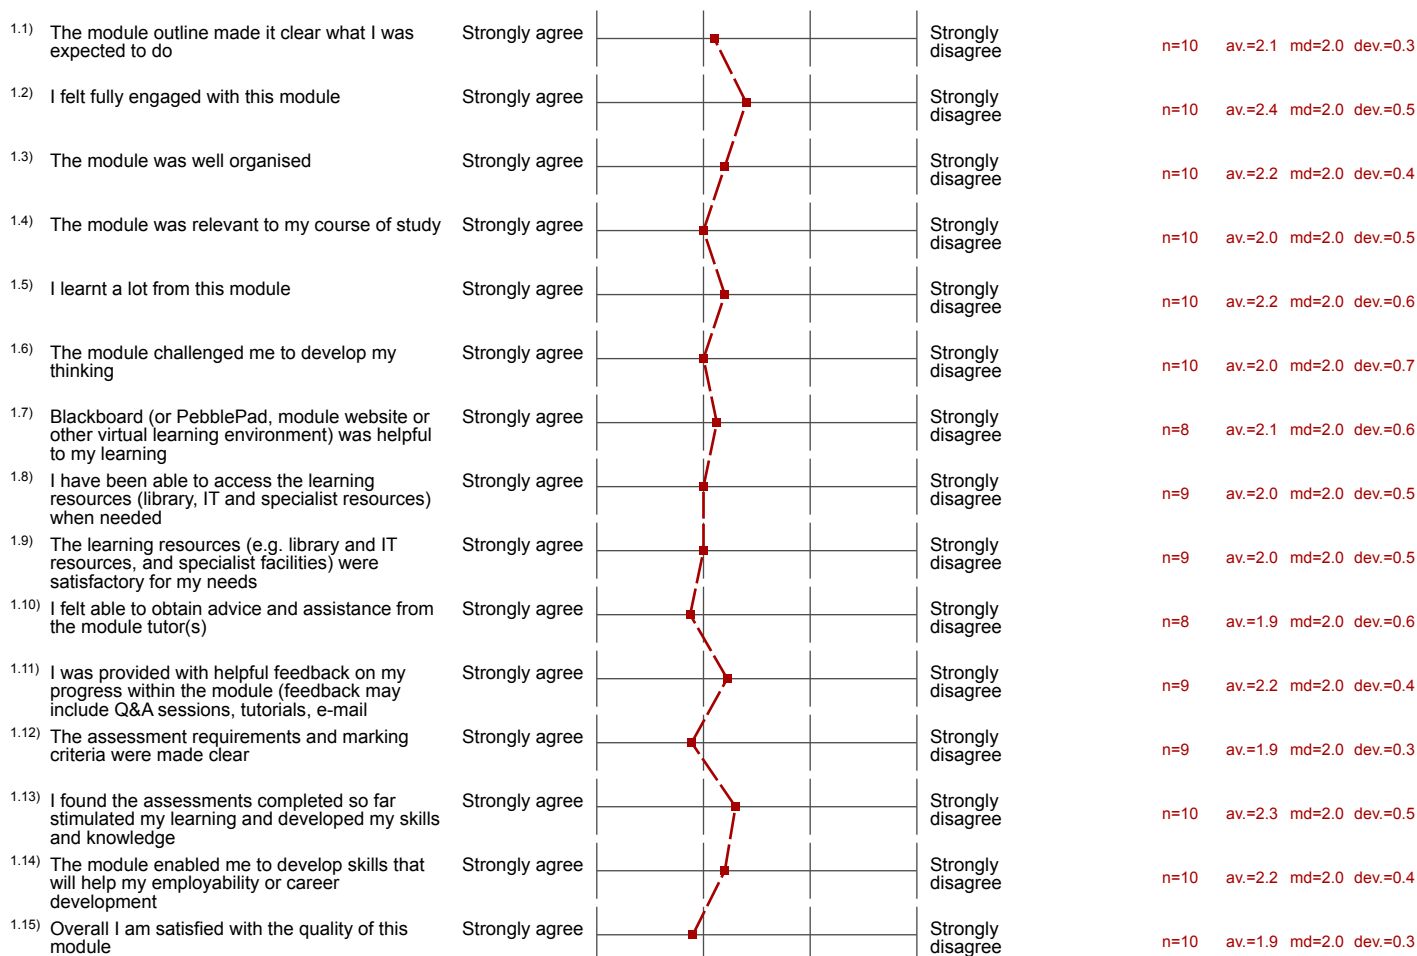 1.1) The module outline made it clear what I was
expected to do
Strongly agree
Strongly
disagree
n=10 av.=2.1 md=2.0 dev.=0.3
1.2) I felt fully engaged with this module
Strongly agree
Strongly
disagree
n=10 av.=2.4 md=2.0 dev.=0.5
1.3) The module was well organised
Strongly agree
Strongly
disagree
n=10 av.=2.2 md=2.0 dev.=0.4
1.4) The module was relevant to my course of study
Strongly agree
Strongly
disagree
n=10 av.=2.0 md=2.0 dev.=0.5
1.5) I learnt a lot from this module
Strongly agree
Strongly
disagree
n=10 av.=2.2 md=2.0 dev.=0.6
1.6) The module challenged me to develop my
thinking
Strongly agree
Strongly
disagree
n=10 av.=2.0 md=2.0 dev.=0.7
1.7) Blackboard (or PebblePad, module website or
other virtual learning environment) was helpful
to my learning
Strongly agree
Strongly
disagree
n=8 av.=2.1 md=2.0 dev.=0.6
1.8) I have been able to access the learning
resources (library, IT and specialist resources)
when needed
Strongly agree
Strongly
disagree
n=9 av.=2.0 md=2.0 dev.=0.5
1.9) The learning resources (e.g. library and IT
resources, and specialist facilities) were
satisfactory for my needs
Strongly agree
Strongly
disagree
n=9 av.=2.0 md=2.0 dev.=0.5
1.10) I felt able to obtain advice and assistance from
the module tutor(s)
Strongly agree
Strongly
disagree
n=8 av.=1.9 md=2.0 dev.=0.6
1.11) I was provided with helpful feedback on my
progress within the module (feedback may
include Q&A sessions, tutorials, e-mail
Strongly agree
Strongly
disagree
n=9 av.=2.2 md=2.0 dev.=0.4
1.12) The assessment requirements and marking
criteria were made clear
Strongly agree
Strongly
disagree
n=9 av.=1.9 md=2.0 dev.=0.3
1.13) I found the assessments completed so far
stimulated my learning and developed my skills
and knowledge
Strongly agree
Strongly
disagree
n=10 av.=2.3 md=2.0 dev.=0.5
1.14) The module enabled me to develop skills that
will help my employability or career
development
Strongly agree
Strongly
disagree
n=10 av.=2.2 md=2.0 dev.=0.4
1.15) Overall I am satisfied with the quality of this
module
Strongly agree
Strongly
disagree
n=10 av.=1.9 md=2.0 dev.=0.3